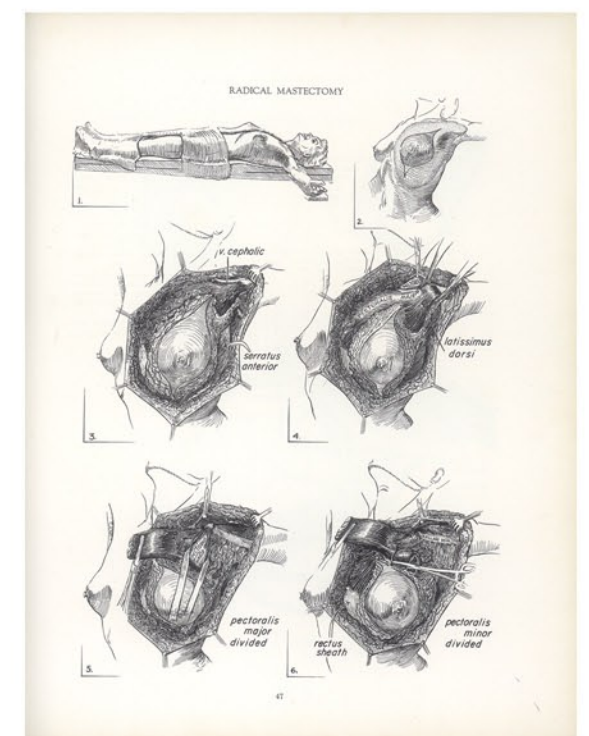 RADICAL MASTECTOMY
1.
2.
v. cephalic
serratus
anterior
3.
latissimus
dorsi
4.
pectoralis
major
divided
5.
rectus
sheath
pectoralis
minor
divided
6.
47